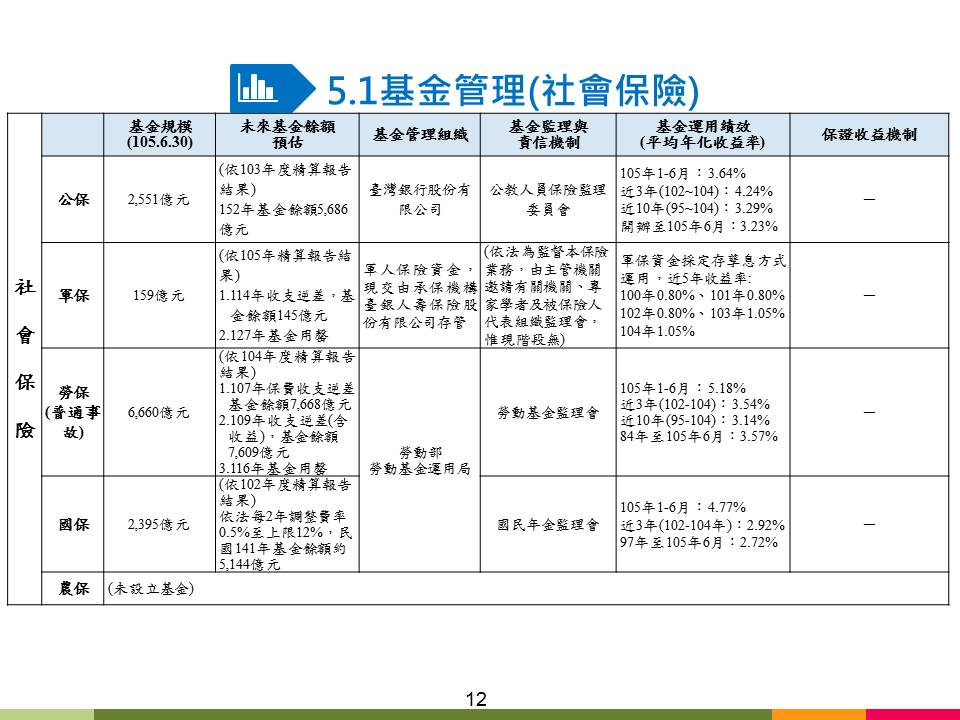 5.1基金管理(社會保險)
基金規模
(105.6.30)
未來基金餘額
預估
基金管理組織
基金監理與
責信機制
基金運用績效
(平均年化收益率)
保證收益機制
社
會
保
險
公保
2,551億元
(依103年度精算報告
結果)
152年基金餘額5,686
億元
臺灣銀行股份有
限公司
公教人員保險監理
委員會
105年1-6月：3.64%
近3年(102~104)：4.24%
近10年(95~104)：3.29%
開辦至105年6月：3.23%
—
軍保
159億元
(依105年精算報告結
果)
1.114年收支逆差，基
金餘額145億元
2.127年基金用罄
軍人保險資金，
現交由承保機構
臺銀人壽保險股
份有限公司存管
(依法為監督本保險
業務，由主管機關
邀請有關機關、專
家學者及被保險人
代表組織監理會，
惟現階段無)
軍保資金採定存孳息方式
運用，近5年收益率:
100年0.80%、101年0.80%
102年0.80%、103年1.05%
104年1.05%
—
勞保
(普通事
故)
6,660億元
(依104年度精算報告
結果)
1.107年保費收支逆差
基金餘額7,668億元
2.109年收支逆差(含
收益)，基金餘額
7,609億元
3.116年基金用罄
勞動部
勞動基金運用局
勞動基金監理會
105年1-6月：5.18%
近3年(102-104)：3.54%
近10年(95-104)：3.14%
84年至105年6月：3.57%
—
國保
2,395億元
(依102年度精算報告
結果)
依法每2年調整費率
0.5%至上限12%，民
國141年基金餘額約
5,144億元
國民年金監理會
105年1-6月：4.77%
近3年(102-104年)：2.92%
97年至105年6月：2.72%
—
農保
(未設立基金)
12